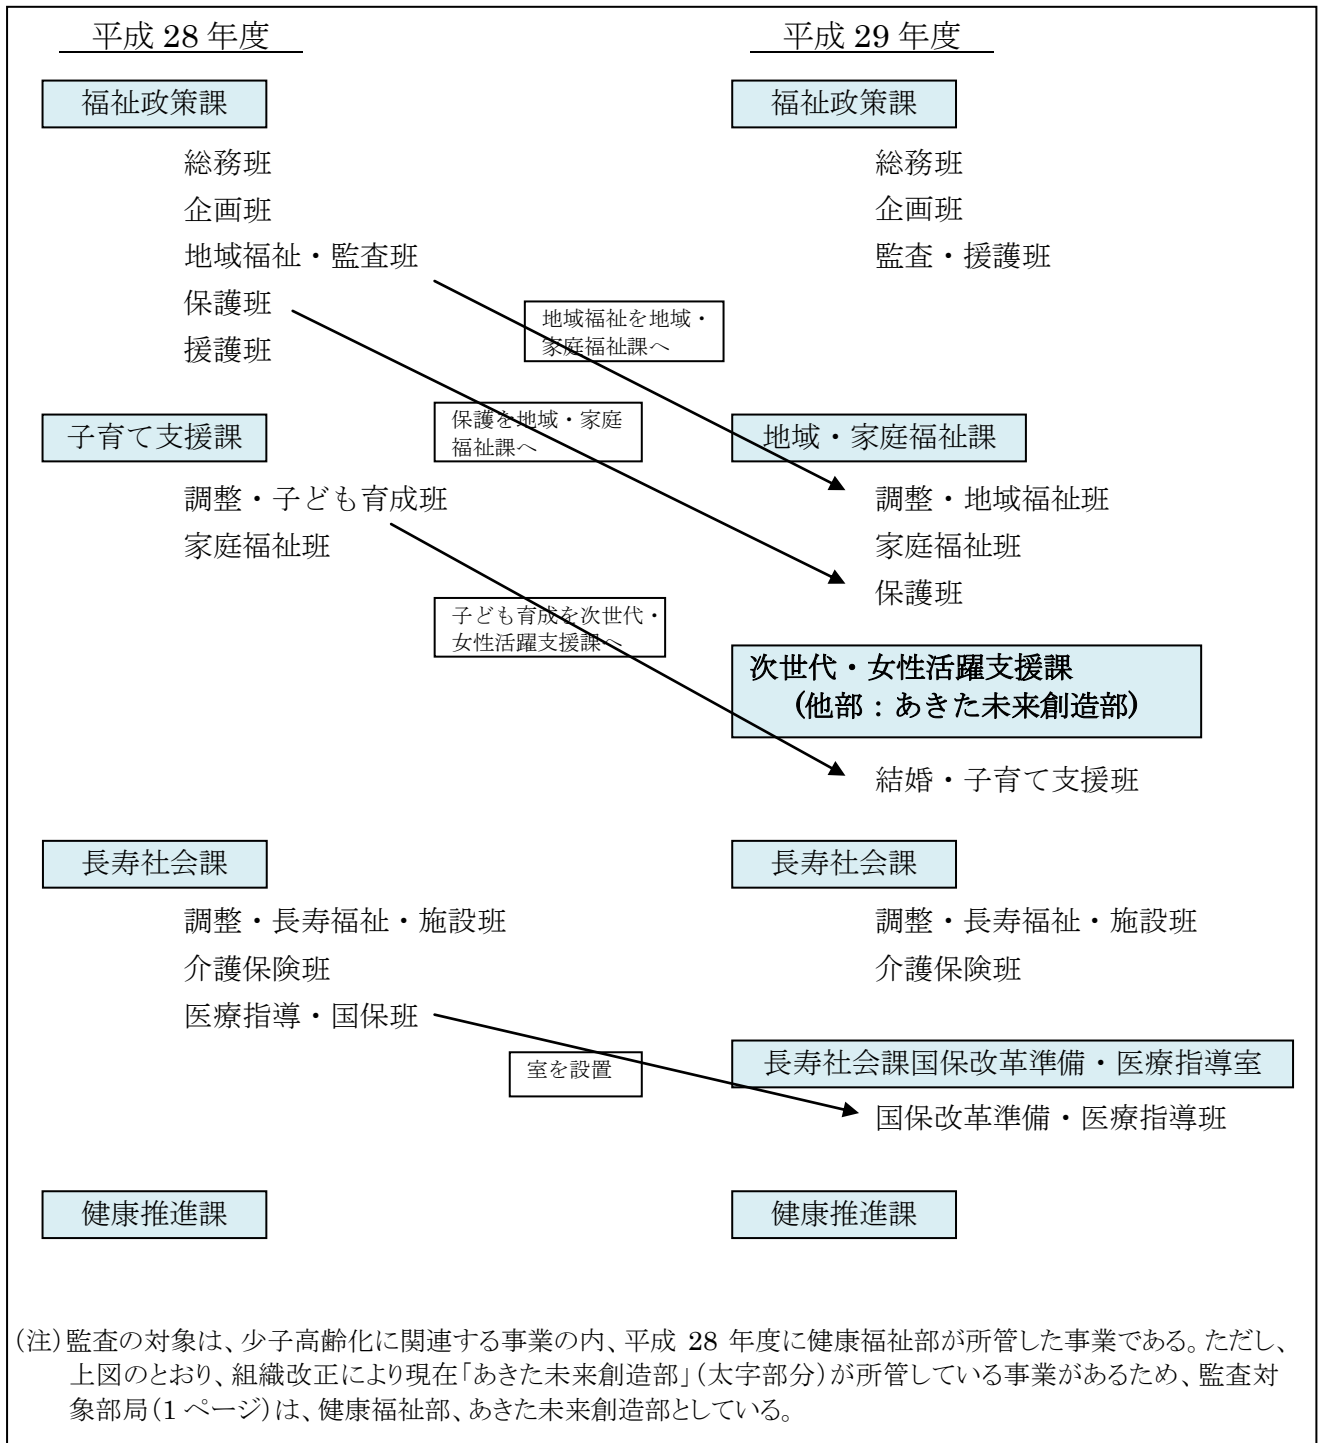 平成 28 年度
平成 29 年度
福祉政策課
福祉政策課
総務班
総務班
企画班
企画班
地域福祉・監査班
監査・援護班
保護班
援護班
地域福祉を地域・
家庭福祉課へ
子育て支援課
保護を地域・家庭
福祉課へ
地域・家庭福祉課
調整・子ども育成班
調整・地域福祉班
家庭福祉班
家庭福祉班
保護班
子ども育成を次世代・
女性活躍支援課へ
次世代・女性活躍支援課
(他部：あきた未来創造部)
結婚・子育て支援班
長寿社会課
長寿社会課
調整・長寿福祉・施設班
調整・長寿福祉・施設班
介護保険班
介護保険班
医療指導・国保班
室を設置
長寿社会課国保改革準備・医療指導室
国保改革準備・医療指導班
健康推進課
健康推進課
(注)監査の対象は、少子高齢化に関連する事業の内、平成 28 年度に健康福祉部が所管した事業である。ただし、
上図のとおり、組織改正により現在「あきた未来創造部」(太字部分)が所管している事業があるため、監査対
象部局(1 ページ)は、健康福祉部、あきた未来創造部としている。